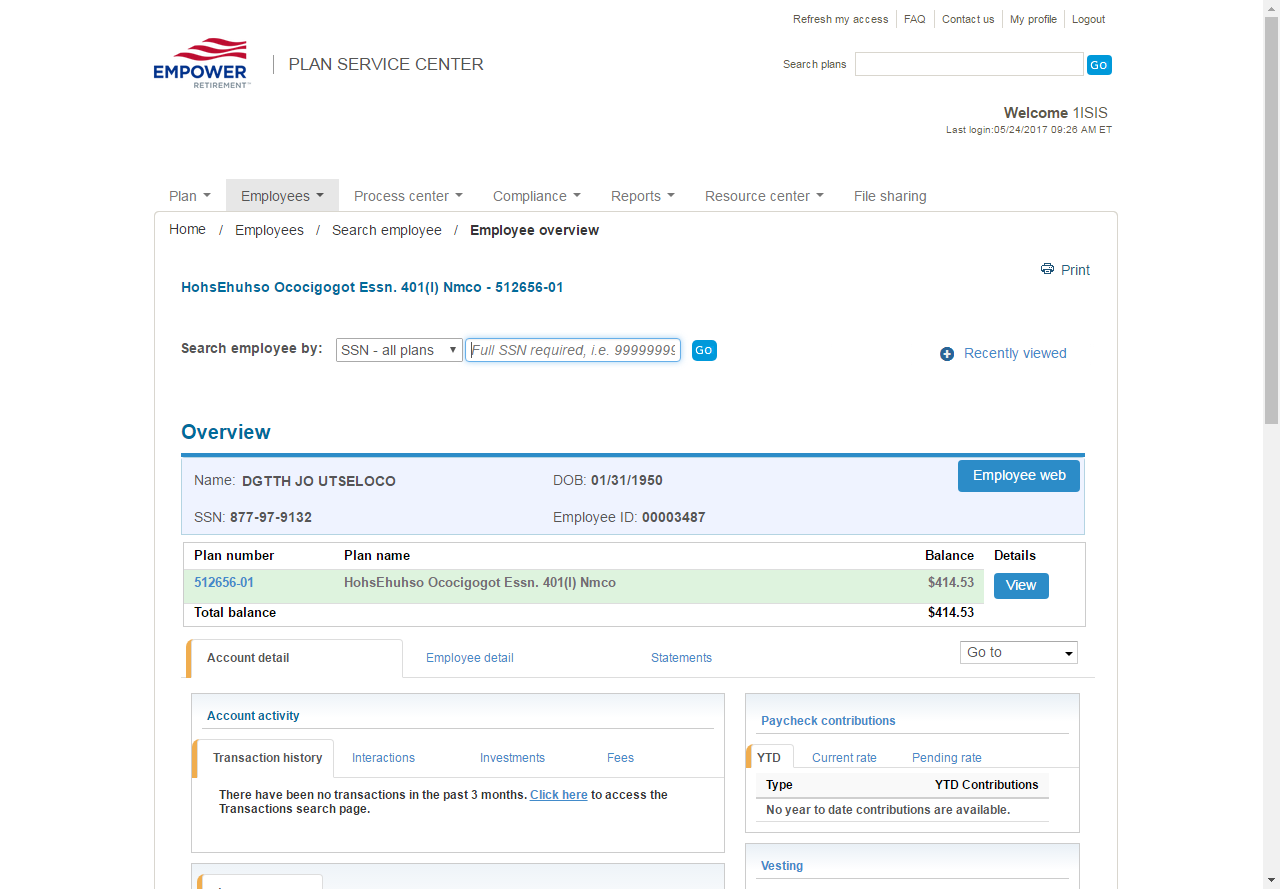 Refresh my access FAQ Contact us My profile Logout
EMPOWER
RETIREMENT™
PLAN SERVICE CENTER
Search plans Go
Welcome 1ISIS
Last login:05/24/2017 09:26 AM ET
Plan Employees Process center Compliance Reports Resource center File sharing
Home / Employees / Search employee / Employee overview
Print
HohsEhuhso Ococigogot Essn. 401(l) Nmco - 512656-01
Search employee by: SSN - all plans Full SSN required, i.e. 99999999 Go
Recently viewed
Overview
Name: DGTTH JO UTSELOCO DOB: 01/31/1950 Employee web
SSN: 877-97-9132 Employee ID: 00003487
Plan number Plan name Balance Details
512656-01 HohsEhuhso Ococigogot Essn. 401(l) Nmco $414.53 View
Total balance $414.53
Account detail Employee detail Statements Go to
Account activity
Transaction history Interactions Investments Fees
There have been no transactions in the past 3 months. Click here to access the
Transactions search page.
Paycheck contributions
YTD Current rate Pending rate
Type YTD Contributions
No year to date contributions are available.
Vesting